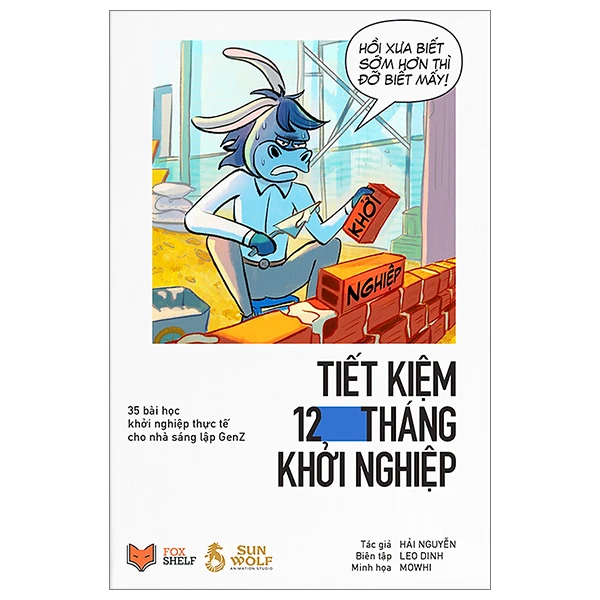 HỒI XƯA BIẾT
SỚM HƠN THÌ
ĐỠ BIẾT MẤY!
KHỞI
NGHIỆP
TIẾT KIỆM
12 THÁNG
KHỞI NGHIỆP
35 bài học
khởi nghiệp thực tế
cho nhà sáng lập GenZ
FOX
SHELF
SUN
WOLF
ANIMATION STUDIO
Tác giả HẢI NGUYỄN
Biên tập LEO DINH
Minh họa MOWHI